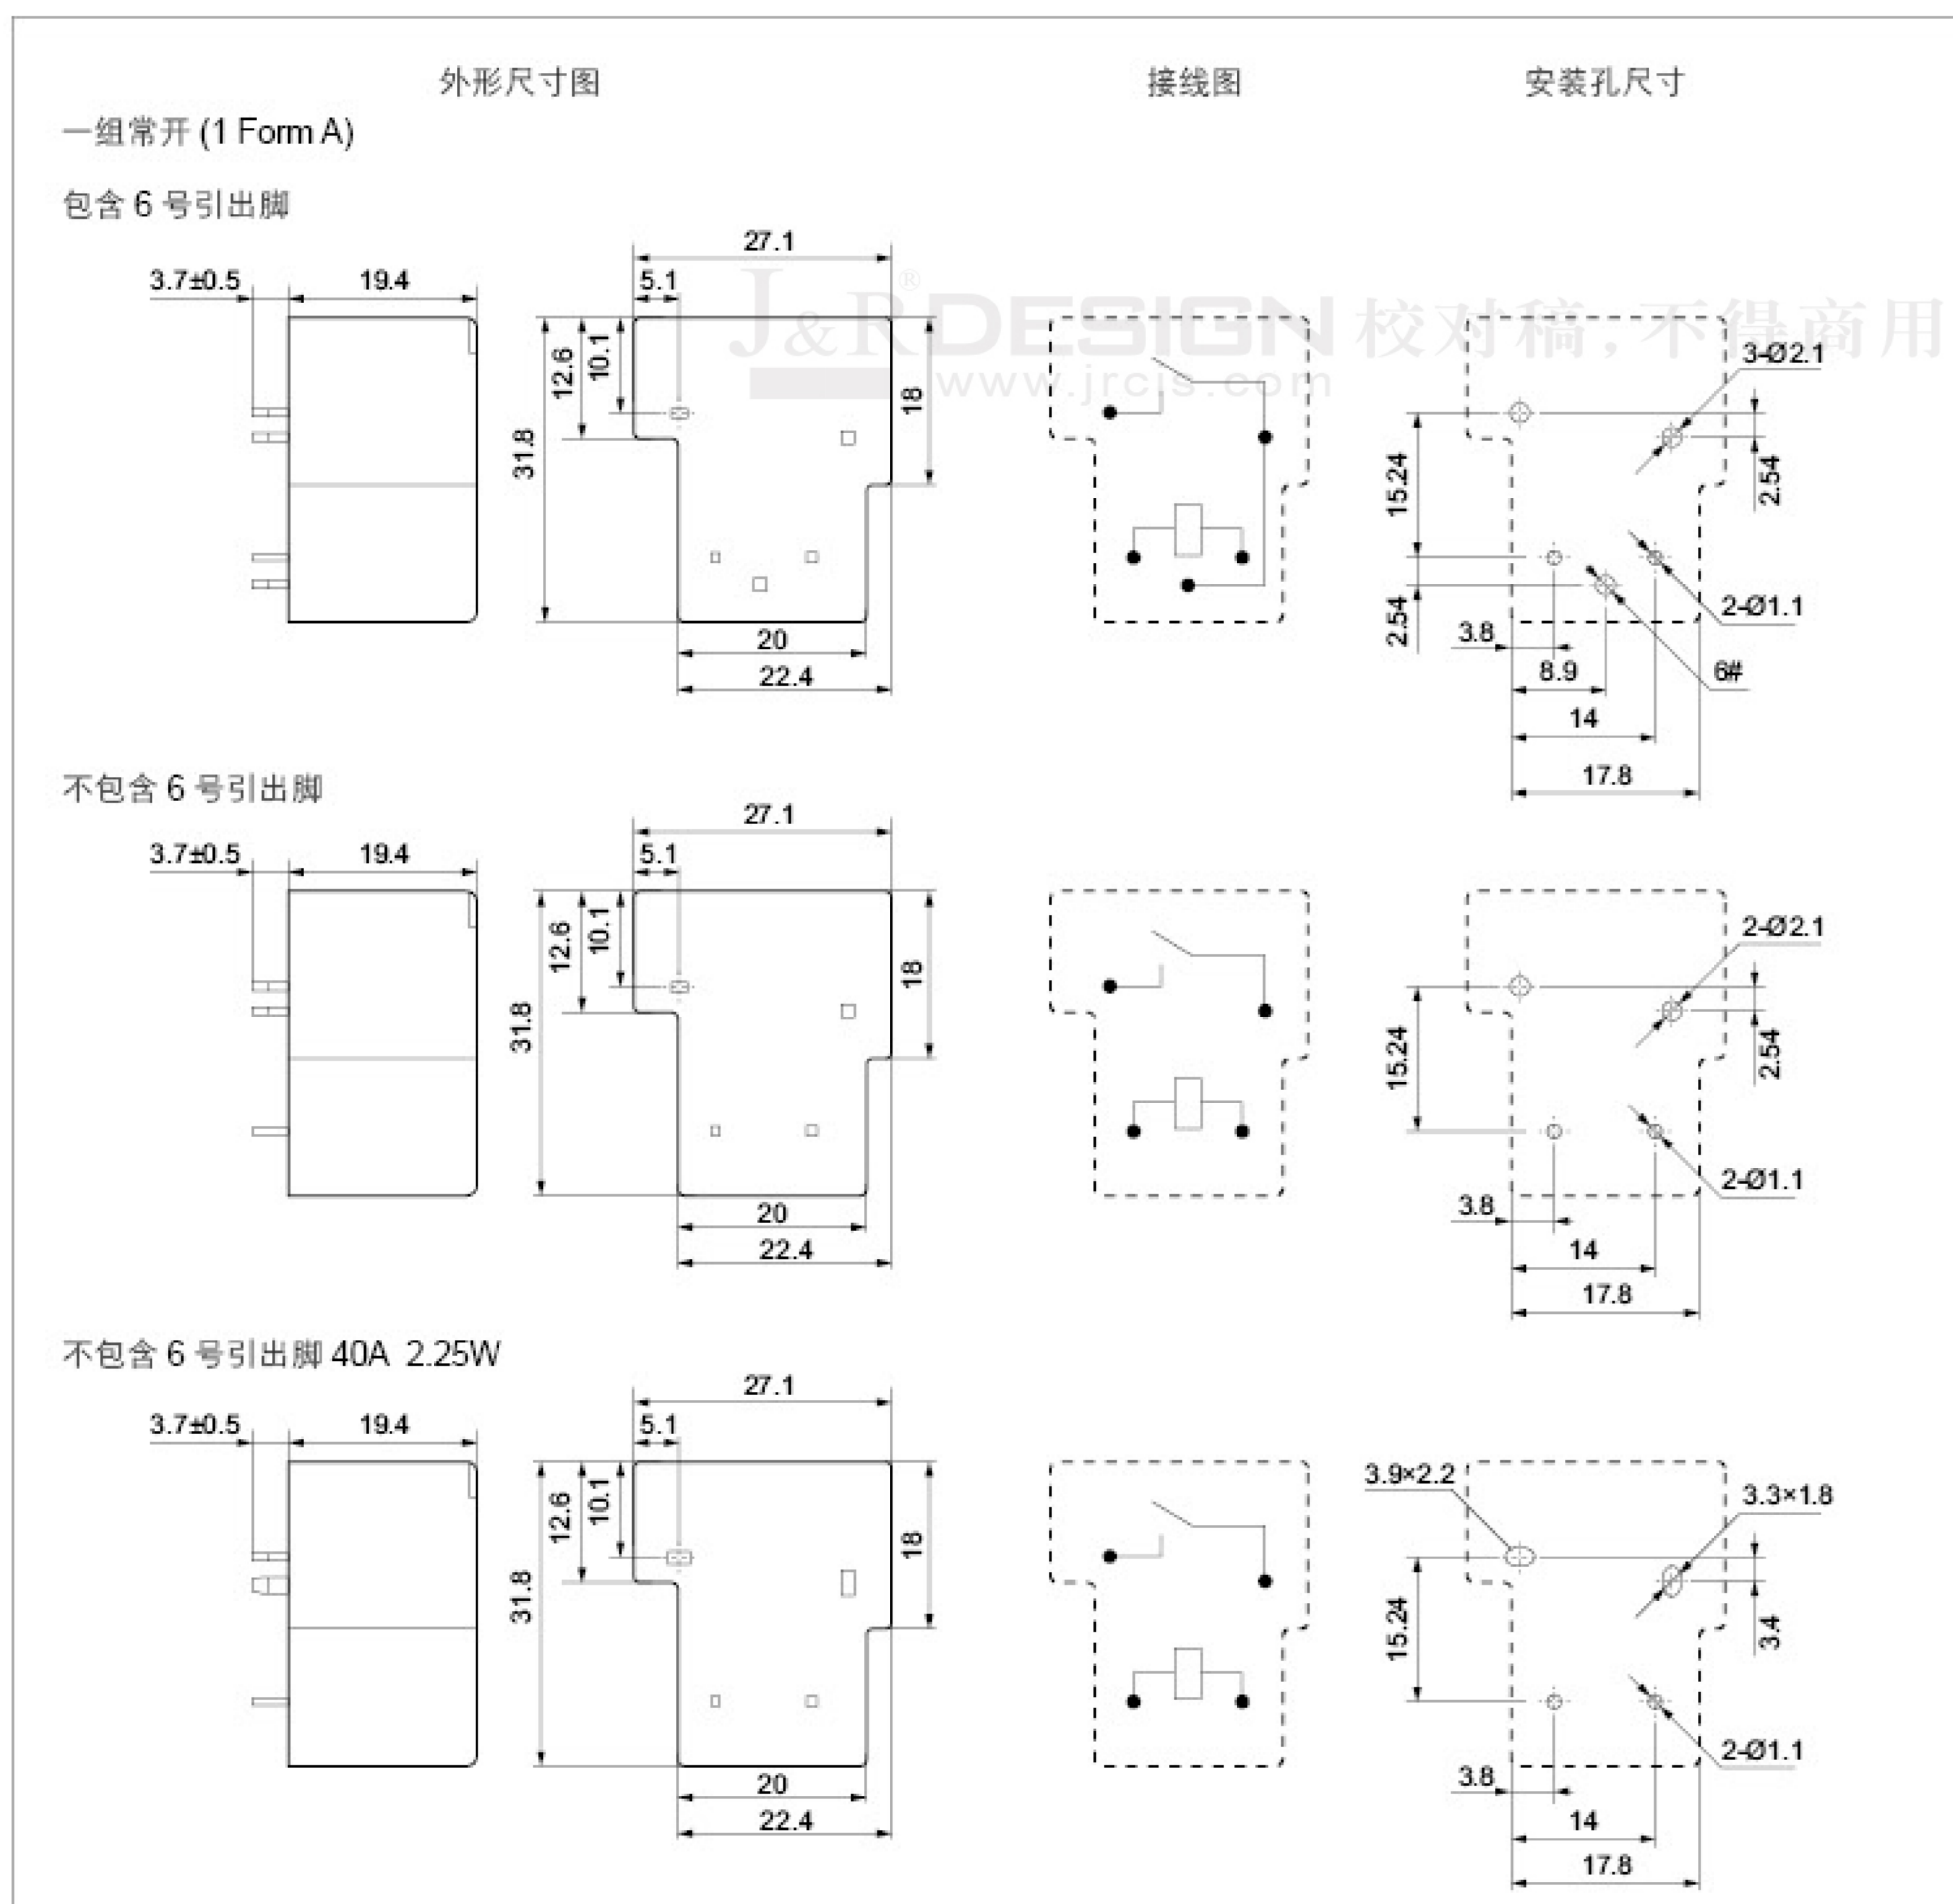 外形尺寸图 接线图 安装孔尺寸
一组常开 (1 Form A)
包含 6 号引出脚
27.1
3.7±0.5 19.4 5.1
J&R® DESIGN 校对稿,不得商用
www.jrcis.com
12.6 10.1 18 31.8
3-Ø2.1
15.24 2.54
2.54 2-Ø1.1
20 3.8
22.4 8.9 6#
14
17.8
不包含 6 号引出脚
27.1
3.7±0.5 19.4 5.1
12.6 10.1 18 31.8
2-Ø2.1
15.24 2.54
2-Ø1.1
20 3.8
22.4 14
17.8
不包含 6 号引出脚 40A 2.25W
27.1
3.7±0.5 19.4 5.1
12.6 10.1 18 31.8
3.9×2.2 3.3×1.8
15.24 3.4
2-Ø1.1
20 3.8
22.4 14
17.8